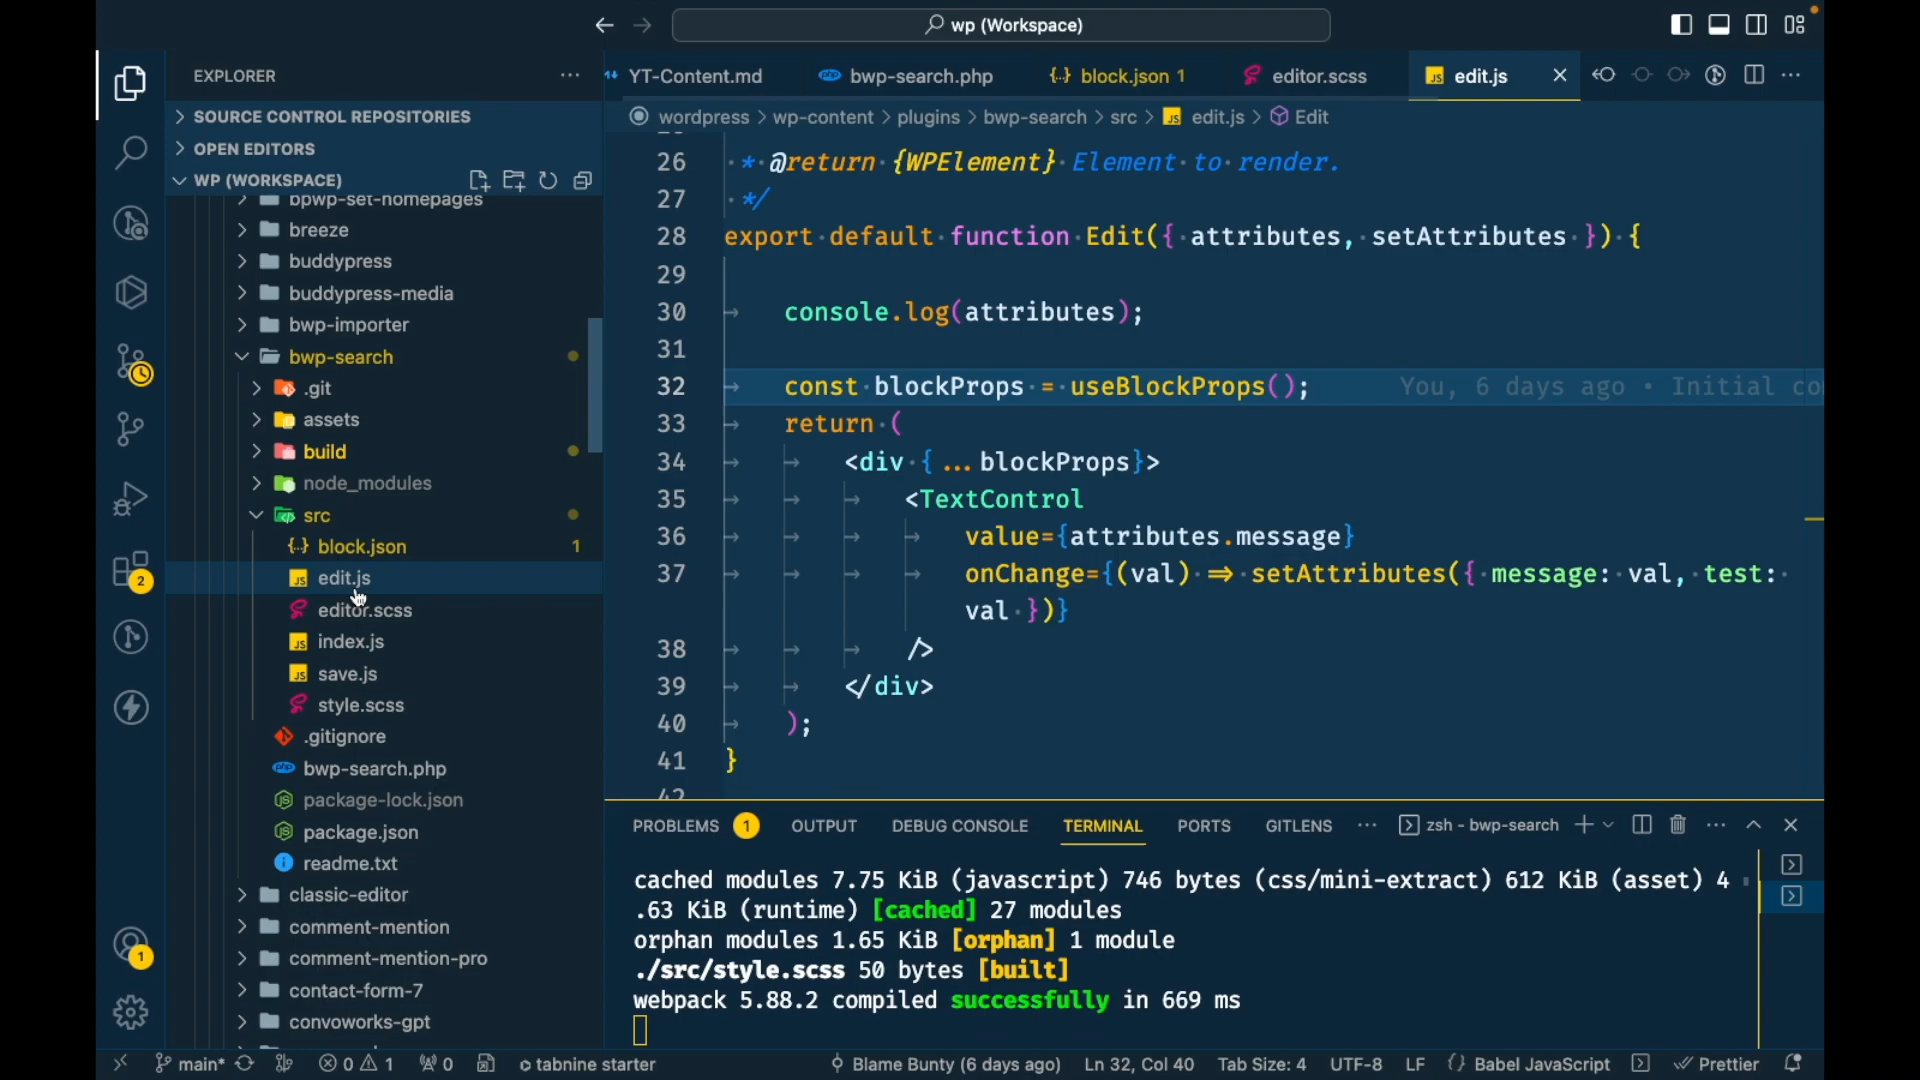 wp (Workspace)
EXPLORER
SOURCE CONTROL REPOSITORIES
OPEN EDITORS
WP (WORKSPACE)
bpwp-set-homepages
breeze
buddypress
buddypress-media
bwp-importer
bwp-search
.git
assets
build
node_modules
src
block.json 1
edit.js
editor.scss
index.js
save.js
style.scss
.gitignore
bwp-search.php
package-lock.json
package.json
readme.txt
classic-editor
comment-mention
comment-mention-pro
contact-form-7
convoworks-gpt
2
1
YT-Content.md bwp-search.php {..} block.json 1 editor.scss JS edit.js
wordpress > wp-content > plugins > bwp-search > src > JS edit.js > Edit
26 * @return {WPElement} Element to render.
27 */
28 export default function Edit({ attributes, setAttributes }) {
29
30 console.log(attributes);
31
32 const blockProps = useBlockProps(); You, 6 days ago • Initial co
33 return (
34 <div {...blockProps}>
35 <TextControl
36 value={attributes.message}
37 onChange={(val) => setAttributes({ message: val, test:
val })}
38 />
39 </div>
40 );
41 }
42
PROBLEMS 1 OUTPUT DEBUG CONSOLE TERMINAL PORTS GITLENS zsh - bwp-search
cached modules 7.75 KiB (javascript) 746 bytes (css/mini-extract) 612 KiB (asset) 4
.63 KiB (runtime) [cached] 27 modules
orphan modules 1.65 KiB [orphan] 1 module
./src/style.scss 50 bytes [built]
webpack 5.88.2 compiled successfully in 669 ms
main* 0 1 0 tabnine starter Blame Bunty (6 days ago) Ln 32, Col 40 Tab Size: 4 UTF-8 LF Babel JavaScript Prettier